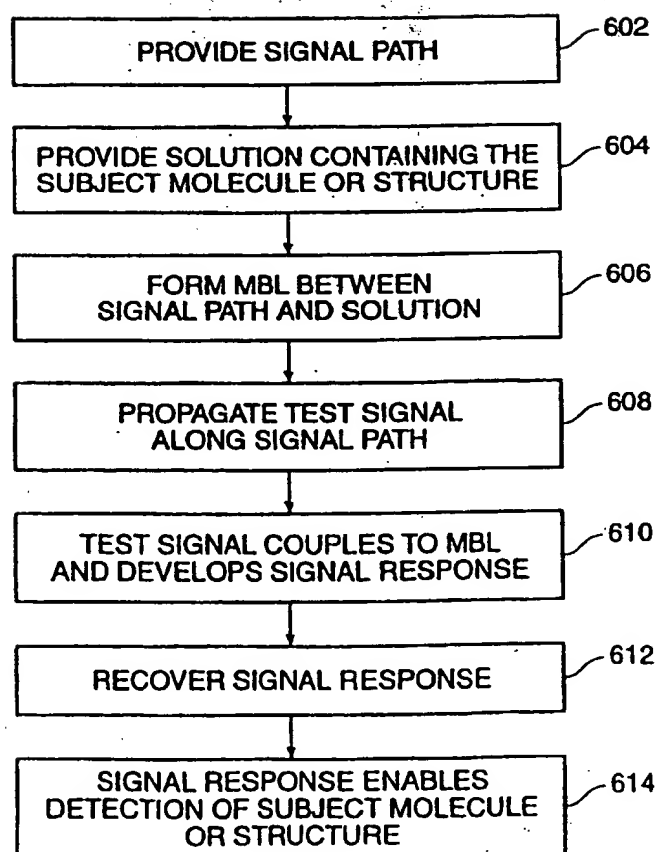 PROVIDE SIGNAL PATH
602
PROVIDE SOLUTION CONTAINING THE
SUBJECT MOLECULE OR STRUCTURE
604
FORM MBL BETWEEN
SIGNAL PATH AND SOLUTION
606
PROPAGATE TEST SIGNAL
ALONG SIGNAL PATH
608
TEST SIGNAL COUPLES TO MBL
AND DEVELOPS SIGNAL RESPONSE
610
RECOVER SIGNAL RESPONSE
612
SIGNAL RESPONSE ENABLES
DETECTION OF SUBJECT MOLECULE
OR STRUCTURE
614